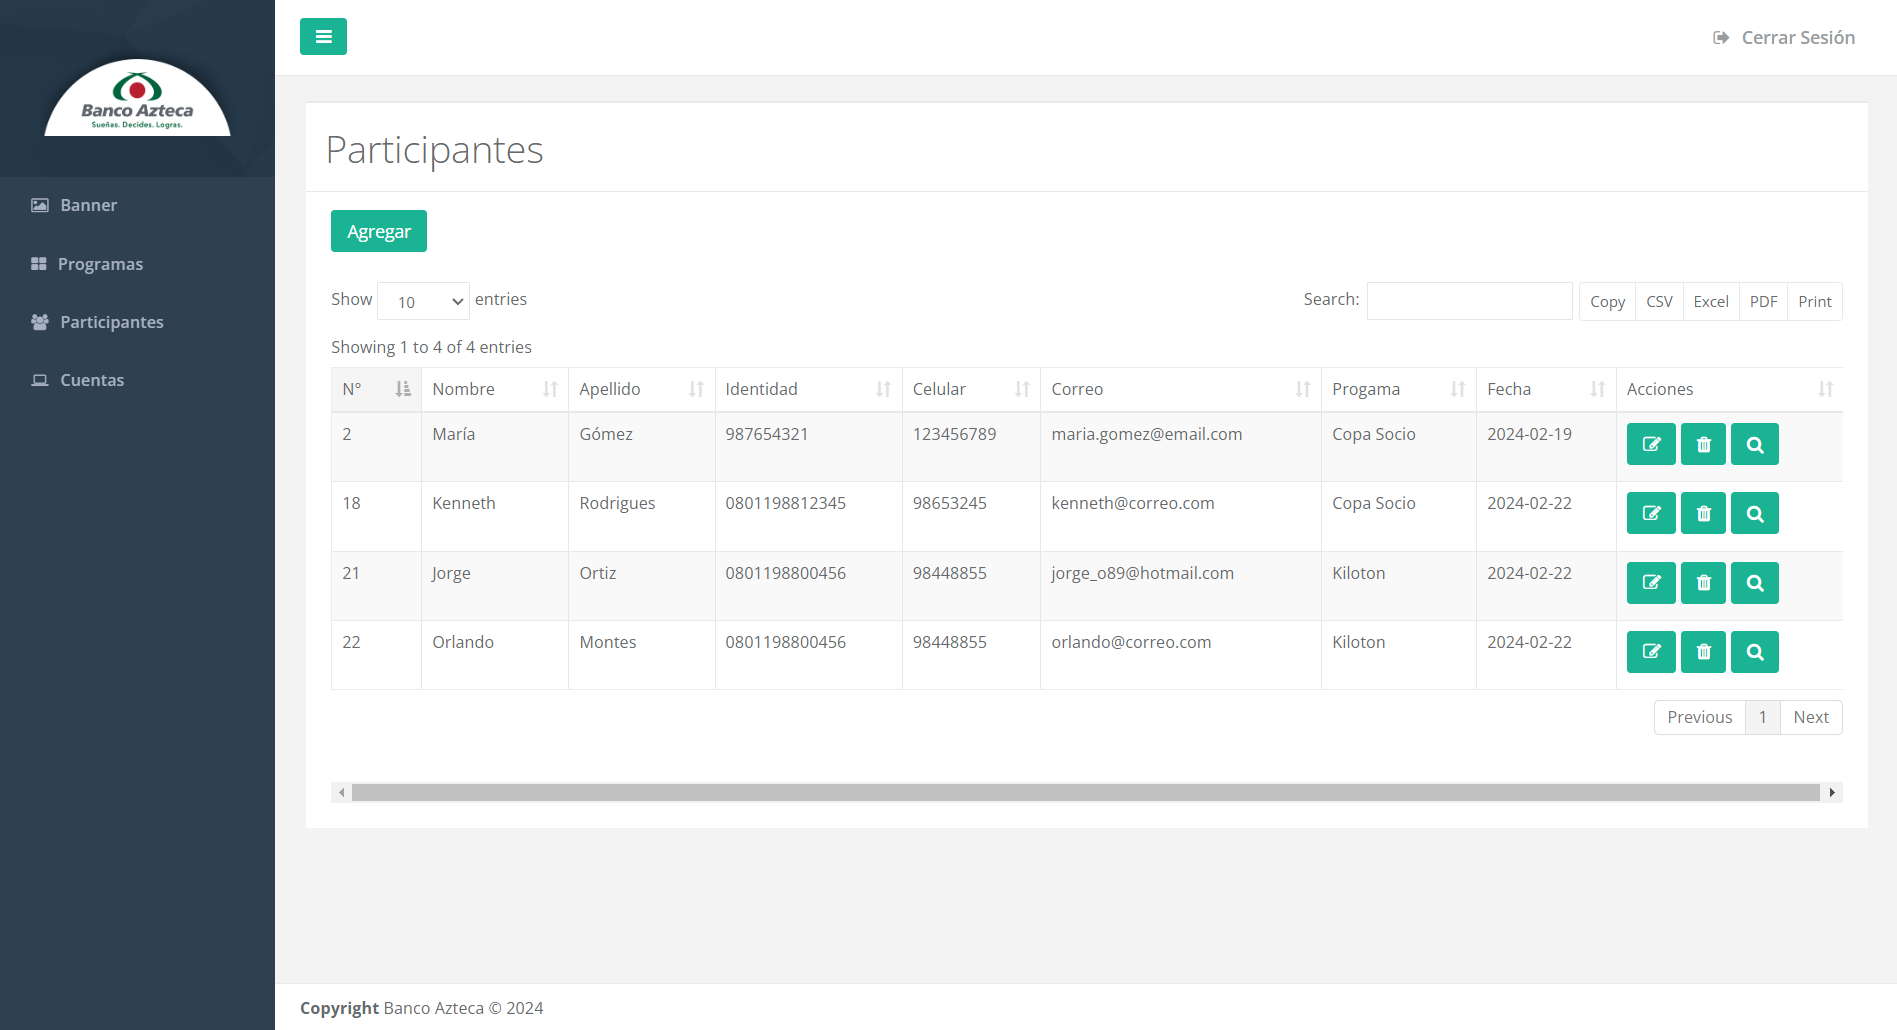 Banco Azteca
Sueñas. Decides. Logras.
Banner
Programas
Participantes
Cuentas
Cerrar Sesión
Participantes
Agregar
Show 10 entries
Search: Copy CSV Excel PDF Print
Showing 1 to 4 of 4 entries
N° Nombre Apellido Identidad Celular Correo Progama Fecha Acciones
2 María Gómez 987654321 123456789 maria.gomez@email.com Copa Socio 2024-02-19
18 Kenneth Rodrigues 0801198812345 98653245 kenneth@correo.com Copa Socio 2024-02-22
21 Jorge Ortiz 0801198800456 98448855 jorge_o89@hotmail.com Kiloton 2024-02-22
22 Orlando Montes 0801198800456 98448855 orlando@correo.com Kiloton 2024-02-22
Previous 1 Next
Copyright Banco Azteca © 2024